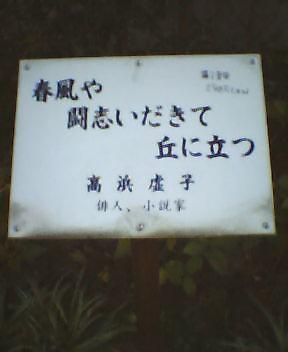 春風や
闘志いだきて
丘に立つ
高浜虚子
俳人、小説家